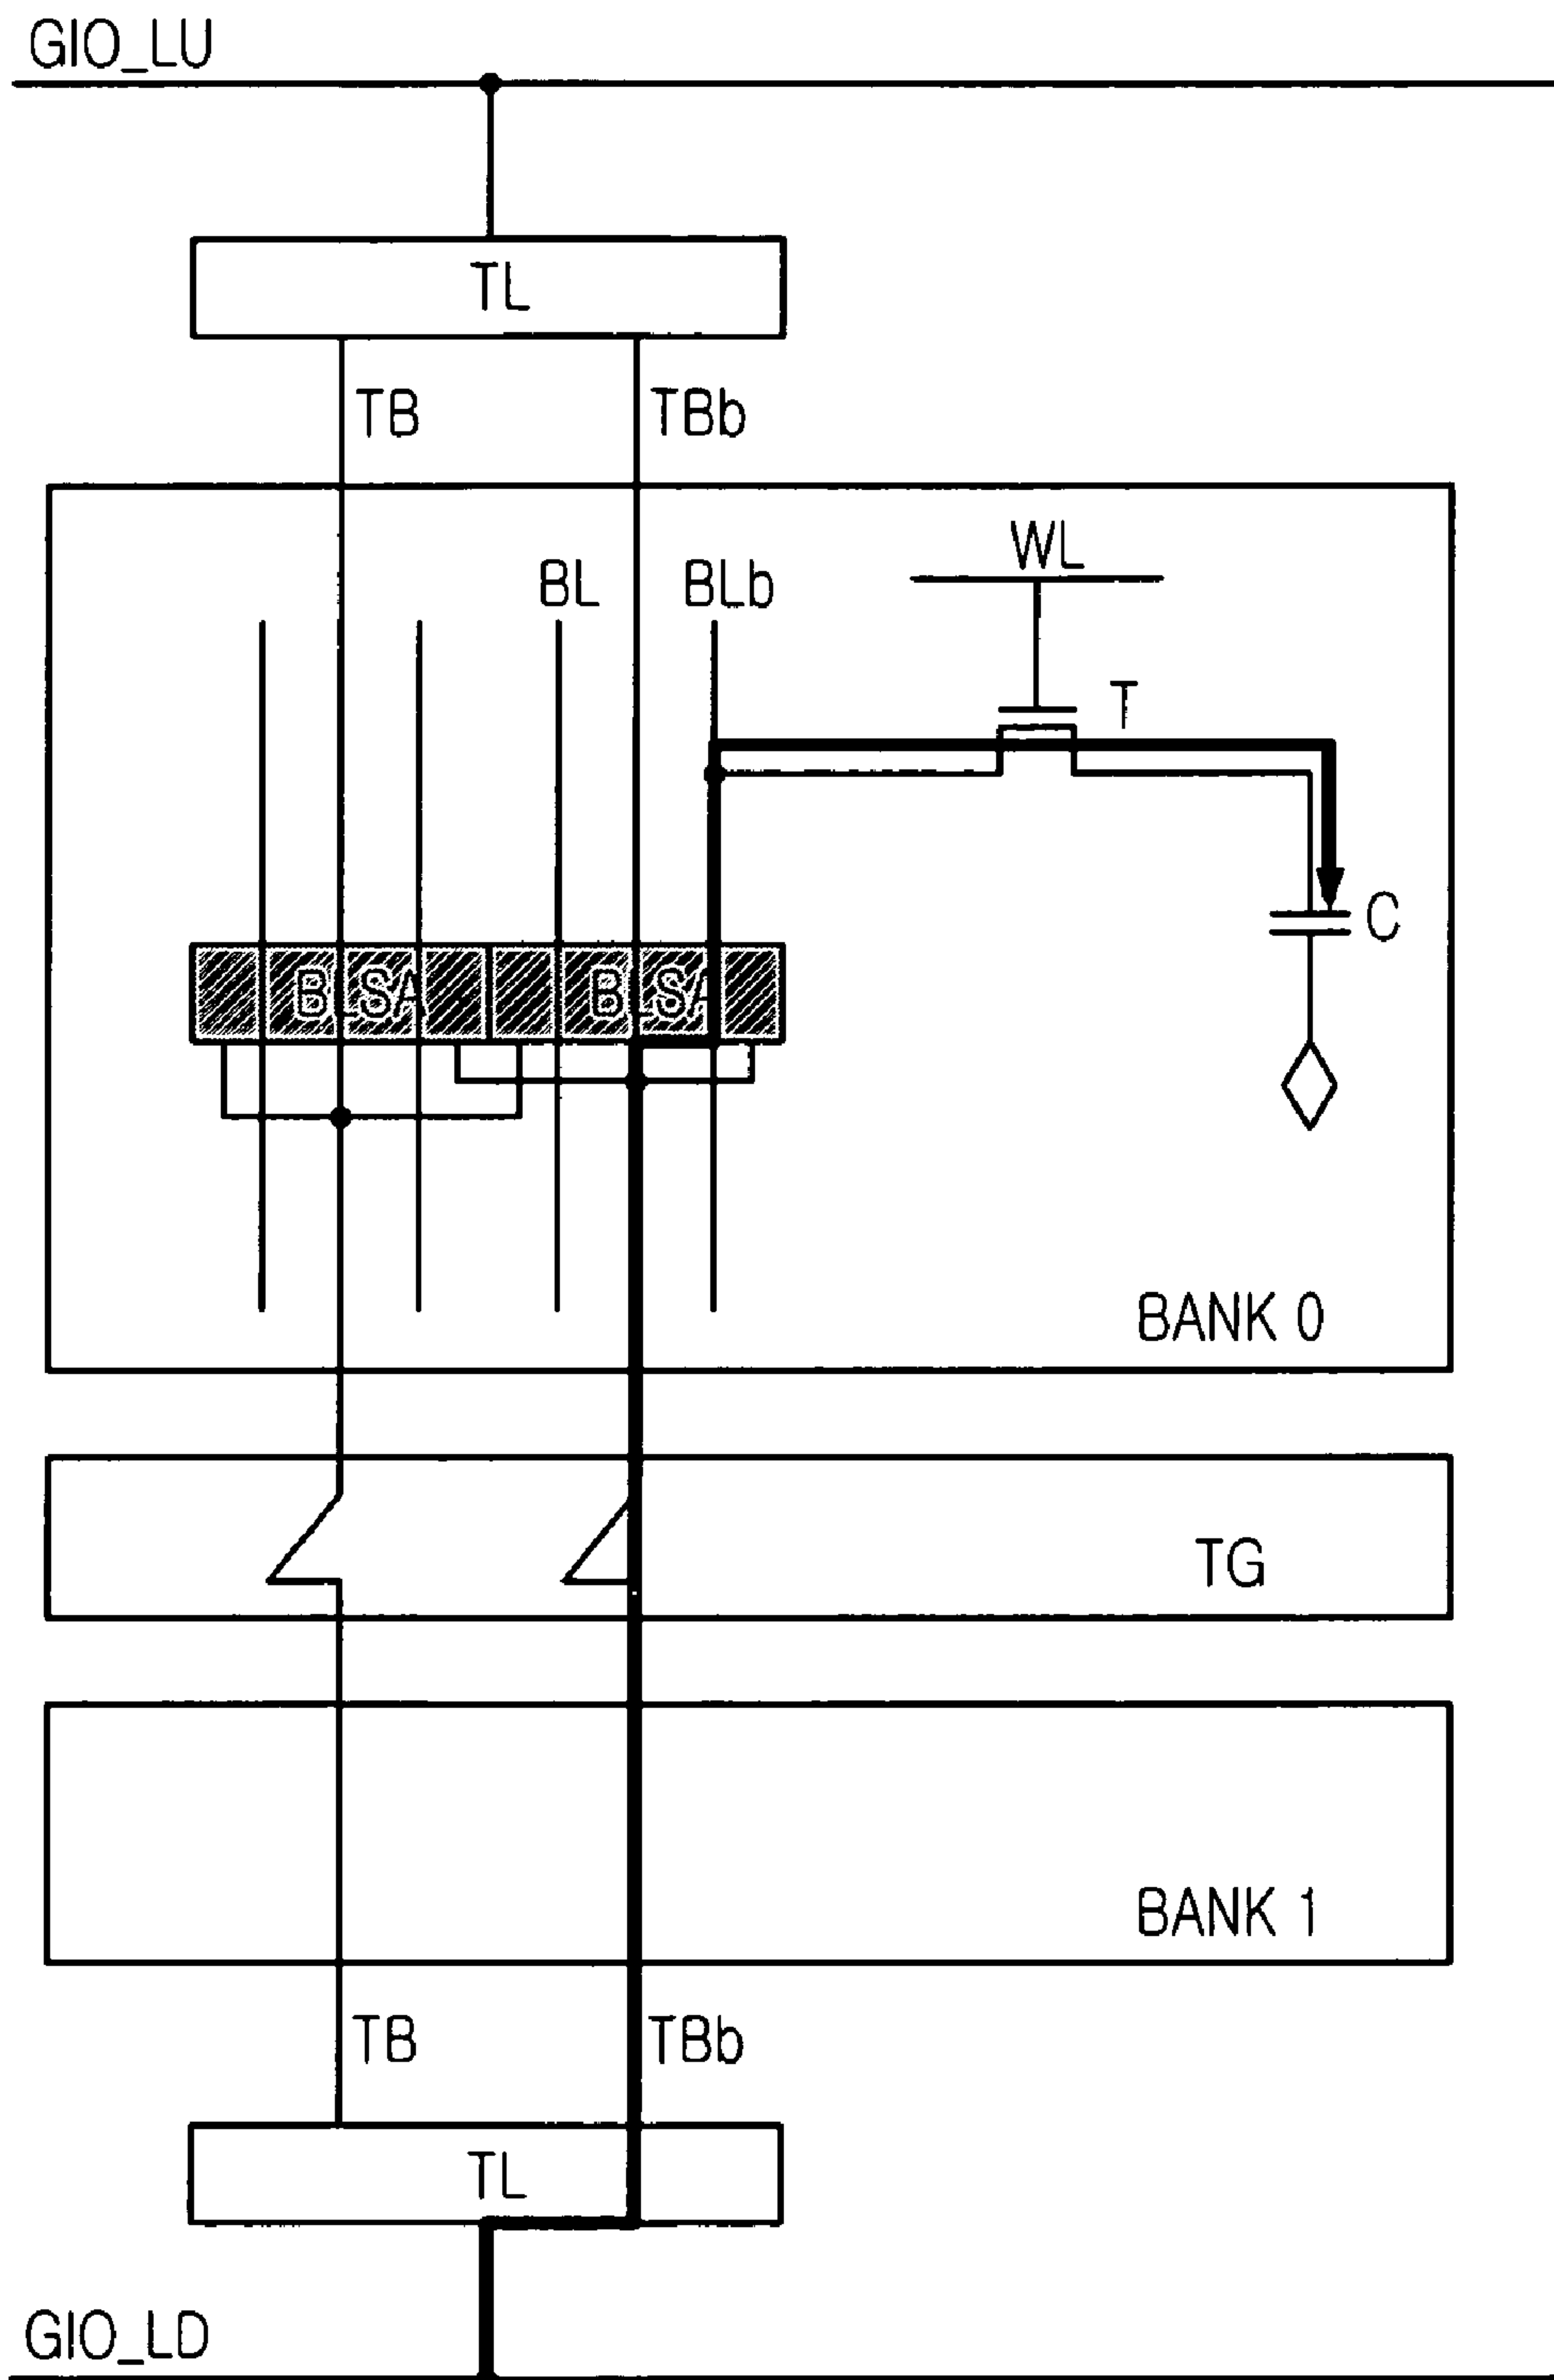 GIO_LU
TL
TB TBb
WL
BL BLb
T
C
BLSA BLSA
BANK 0
TG
BANK 1
TB TBb
TL
GIO_LD